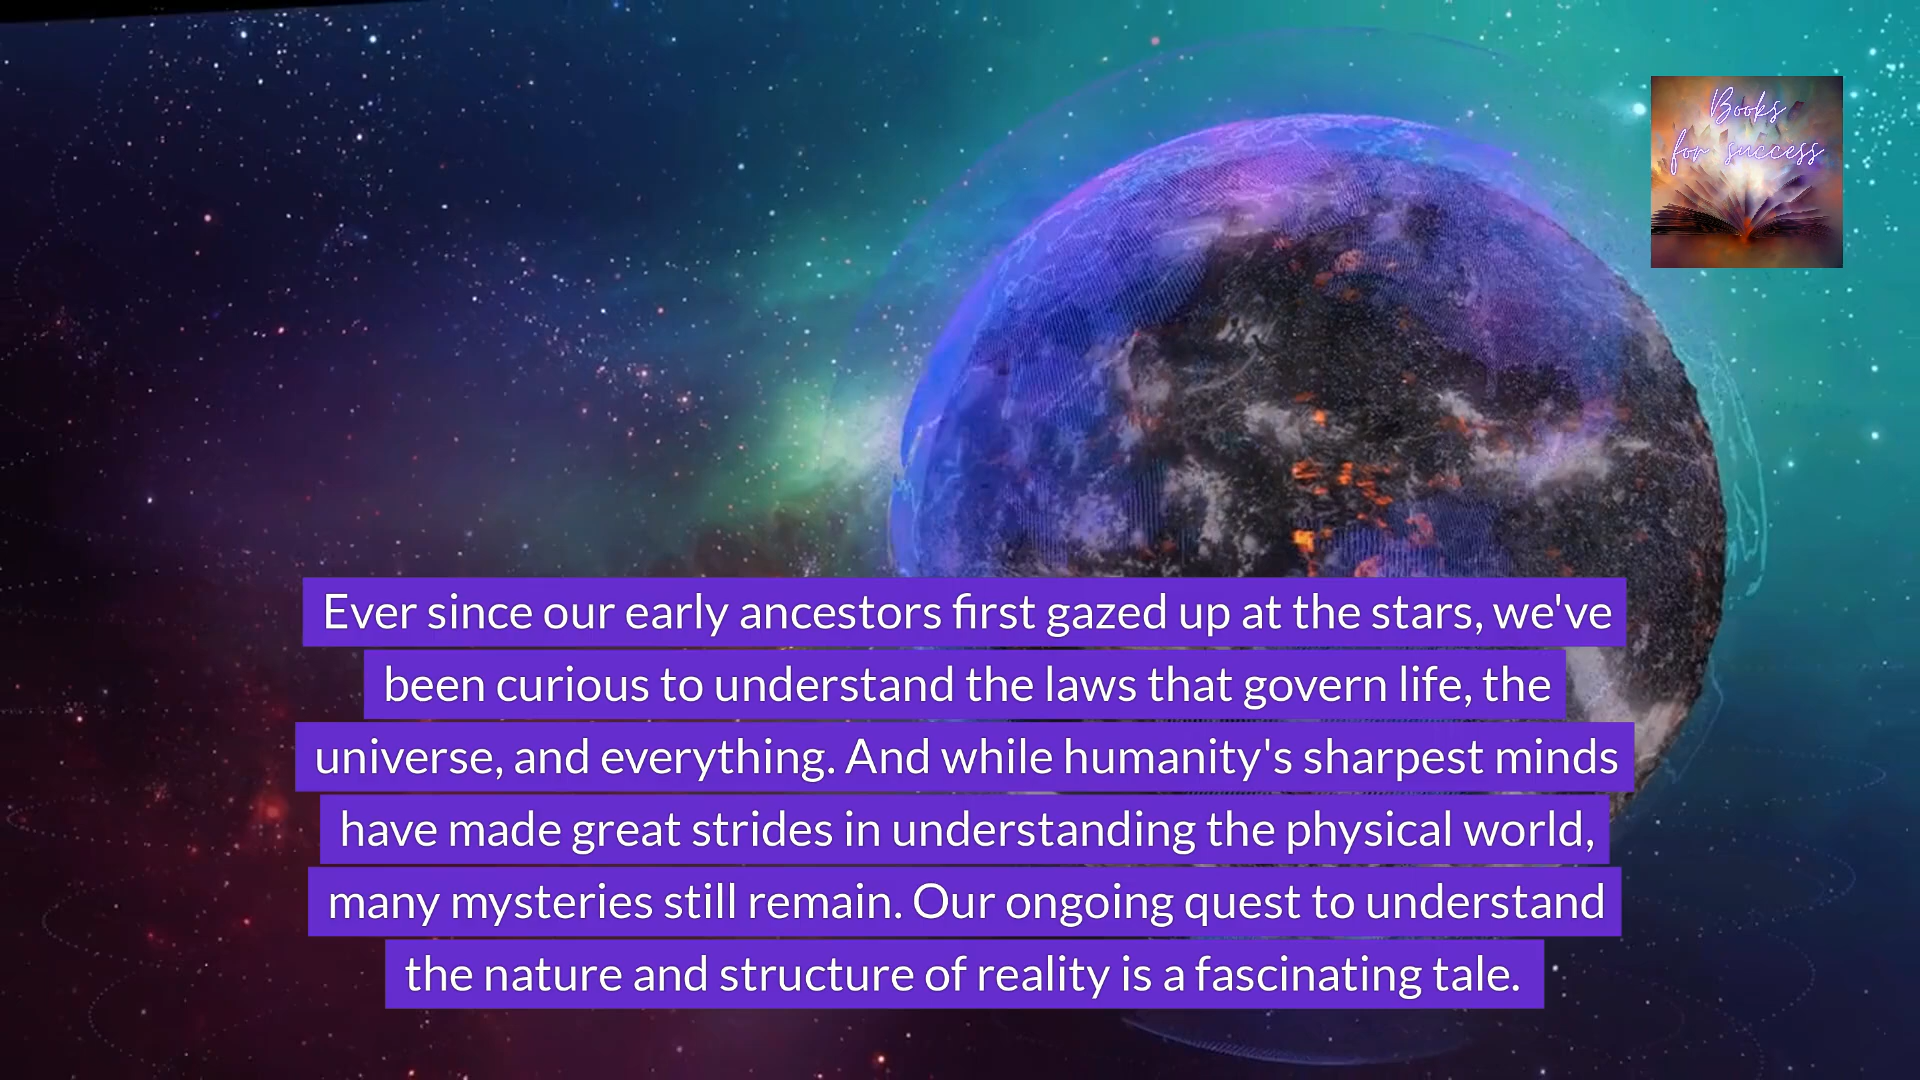 Books
for success
Ever since our early ancestors first gazed up at the stars, we've
been curious to understand the laws that govern life, the
universe, and everything. And while humanity's sharpest minds
have made great strides in understanding the physical world,
many mysteries still remain. Our ongoing quest to understand
the nature and structure of reality is a fascinating tale.